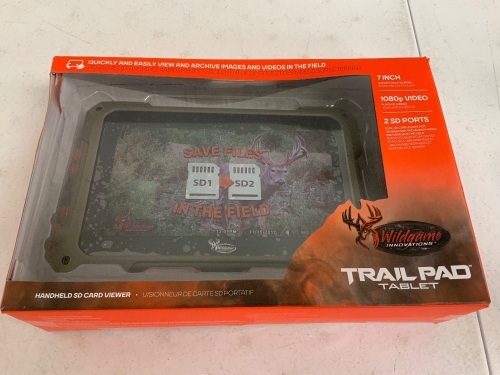 QUICKLY AND EASILY VIEW AND ARCHIVE IMAGES AND VIDEOS IN THE FIELD
7 INCH
1080p VIDEO
2 SD PORTS
SAVE FILES
SD1
SD2
IN THE FIELD
Wildgame
INNOVATIONS
TRAIL PAD
TABLET
HANDHELD SD CARD VIEWER • VISIONNEUR DE CARTE SD PORTATIF